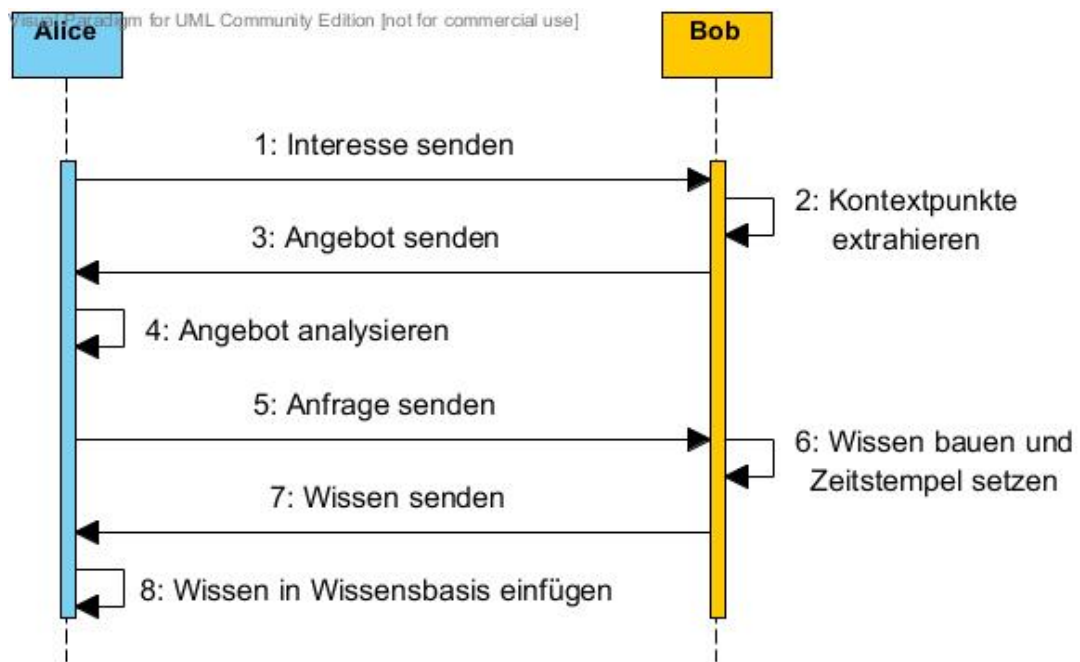 Visual Paradigm for UML Community Edition [not for commercial use]
Alice
Bob
1: Interesse senden
2: Kontextpunkte
extrahieren
3: Angebot senden
4: Angebot analysieren
5: Anfrage senden
6: Wissen bauen und
Zeitstempel setzen
7: Wissen senden
8: Wissen in Wissensbasis einfügen